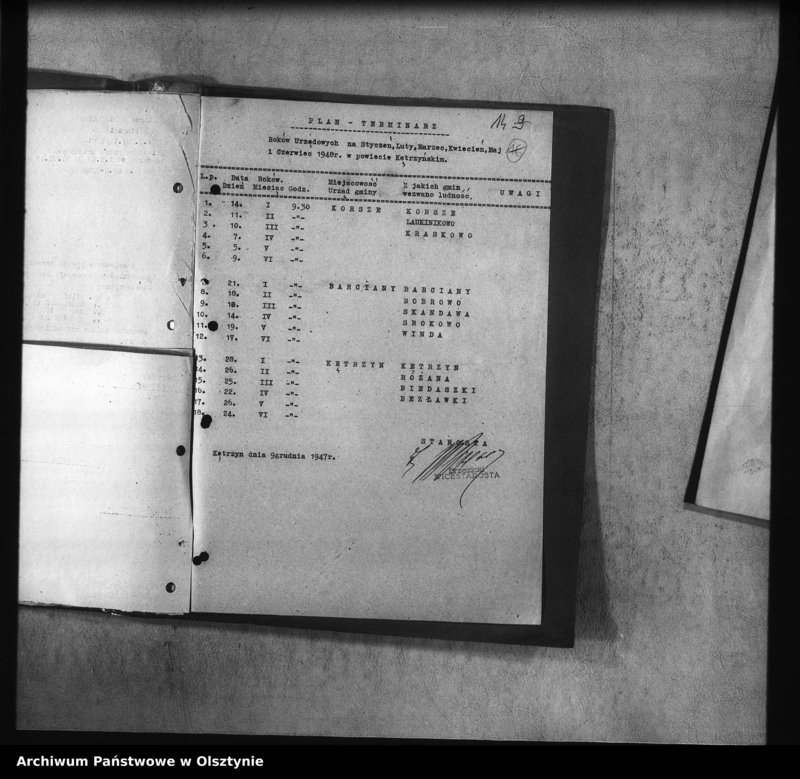 14 9
PLAN - TERMINARZ
Roków Urzędowych na Styczeń,Luty,Marzec,Kwiecień,Maj
i Czerwiec 1948r. w powiecie Kętrzyńskim.
L.p. Data Roków. Dzień Miesiąc Godz. Miejscowość Urząd gminy Z jakich gmin wezwano ludność, UWAGI
1. 14. I 9.30 KORSZE KORSZE
2. 11. II -"- LAUKINIKOWO
3. 10. III -"- KRASKOWO
4. 7. IV -"-
5. 5. V -"-
6. 9. VI -"-
7. 21. I -"- BARCIANY BARCIANY
8. 18. II -"- BOBROWO
9. 18. III -"- SKANDAWA
10. 14. IV -"- SROKOWO
11. 19. V -"- WINDA
12. 17. VI -"-
13. 28. I -"- KĘTRZYN KĘTRZYN
14. 26. II -"- RÓŻANA
15. 25. III -"- BIEDASZKI
16. 22. IV -"- BEZŁAWKI
17. 26. V -"-
18. 24. VI -"-
STAROSTA
Kętrzyn dnia 9grudnia 1947r.
WICESTAROSTA
Archiwum Państwowe w Olsztynie